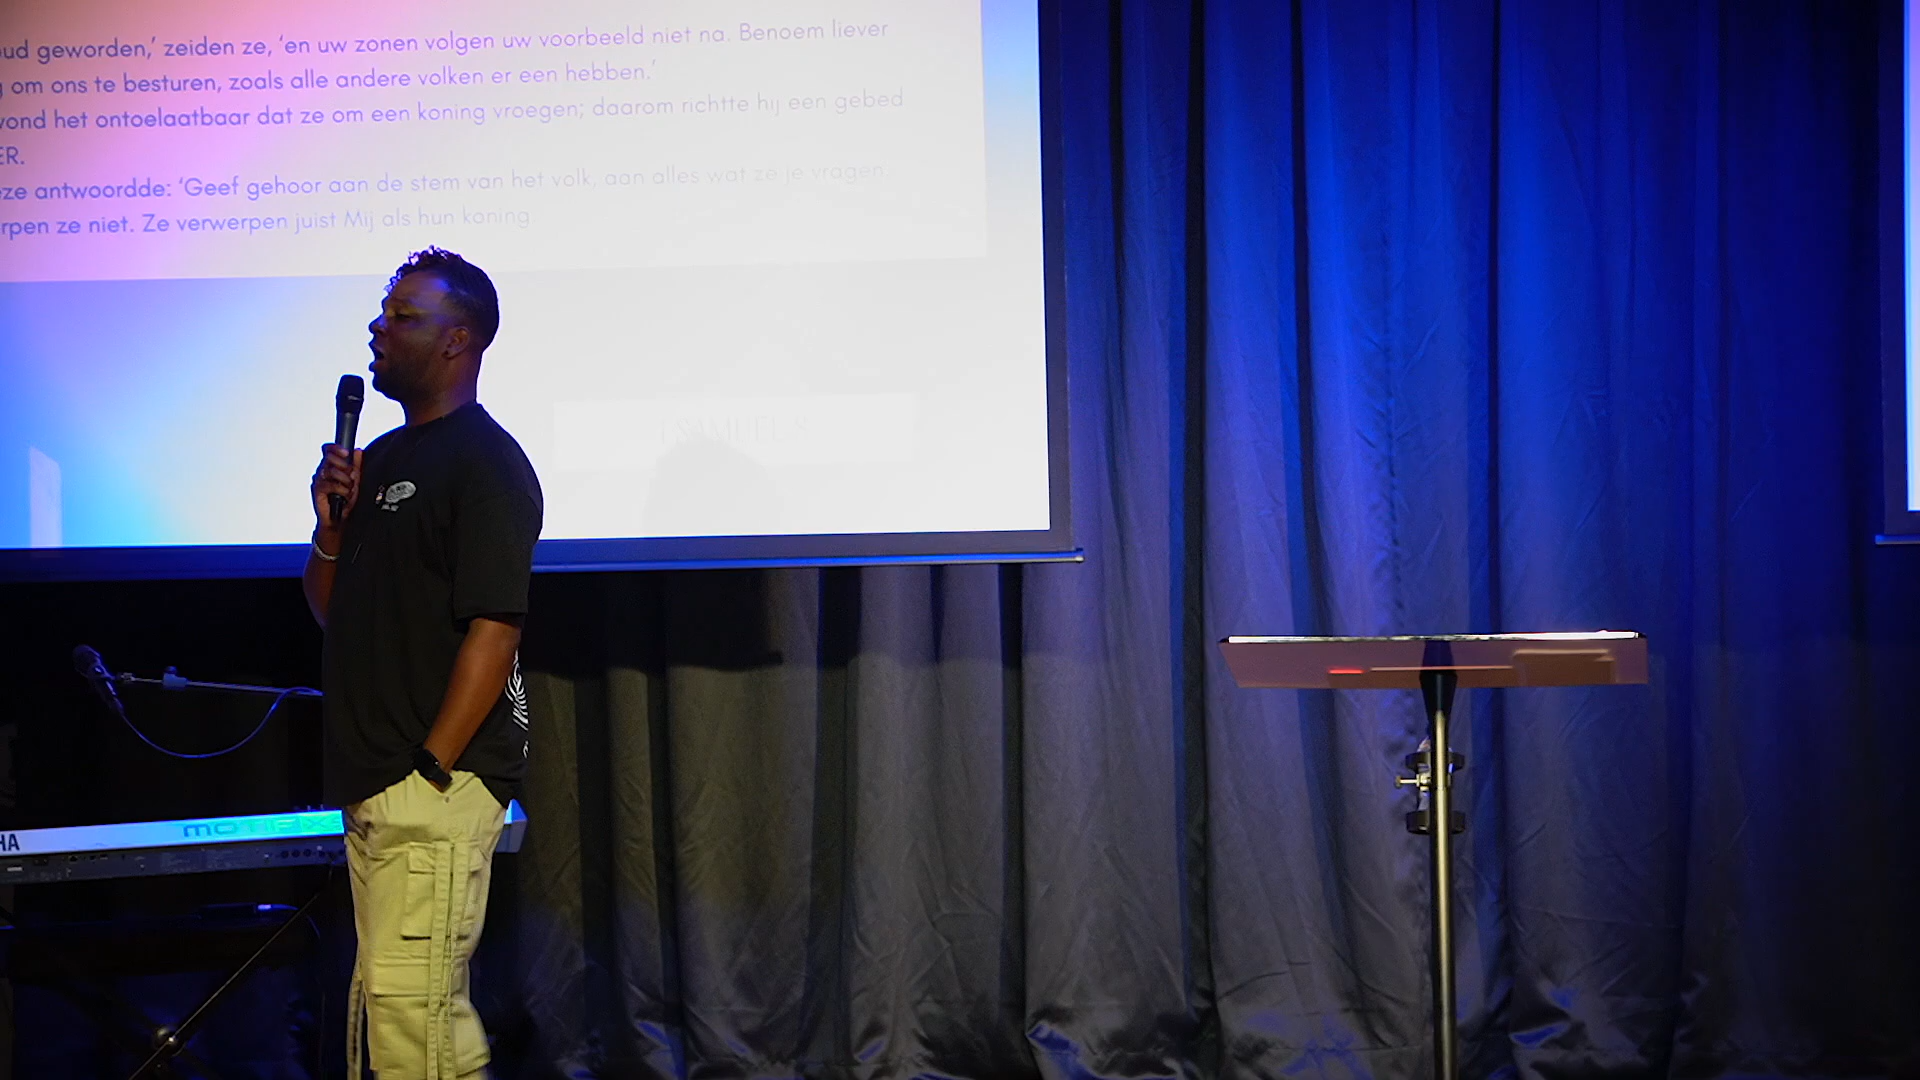 oud geworden,’ zeiden ze, ‘en uw zonen volgen uw voorbeeld niet na. Benoem liever
g om ons te besturen, zoals alle andere volken er een hebben.’
vond het ontoelaatbaar dat ze om een koning vroegen; daarom richtte hij een gebed
ER.
eze antwoordde: ‘Geef gehoor aan de stem van het volk, aan alles wat ze je vragen.
rpen ze niet. Ze verwerpen juist Mij als hun koning
1 SAMUEL 8
HA
MOTIF XS